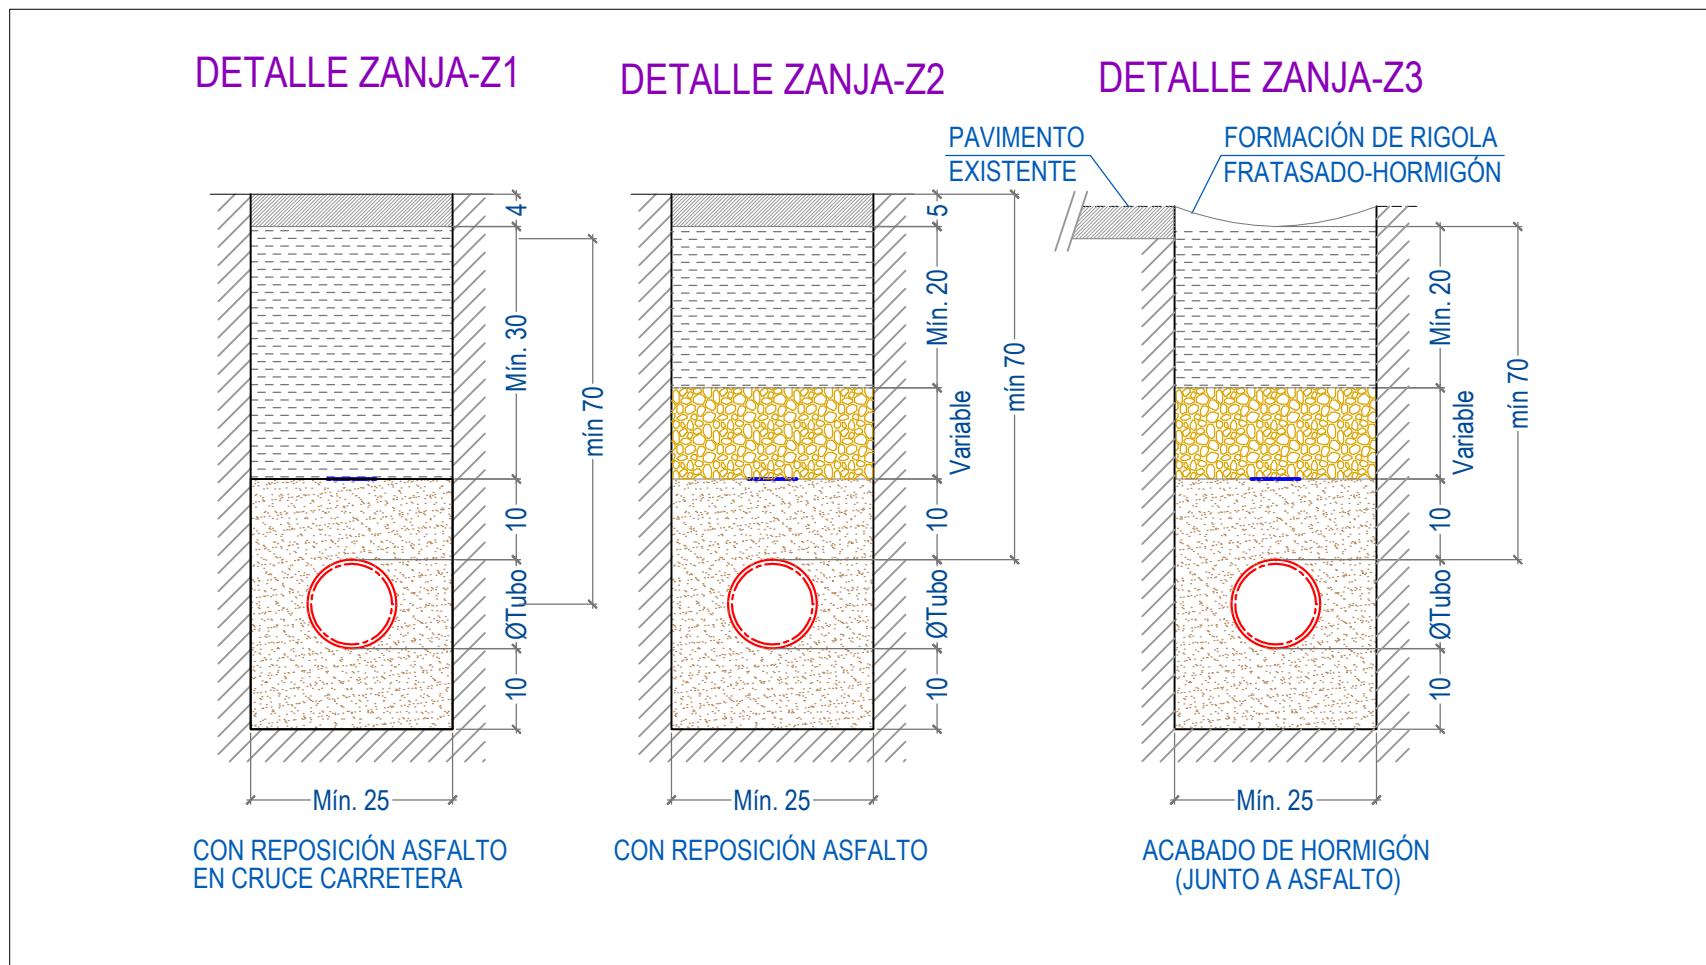 DETALLE ZANJA-Z1
4
Mín. 30
mín 70
10
ØTubo
10
Mín. 25
CON REPOSICIÓN ASFALTO
EN CRUCE CARRETERA
DETALLE ZANJA-Z2
5
Mín. 20
mín 70
Variable
10
ØTubo
10
Mín. 25
CON REPOSICIÓN ASFALTO
DETALLE ZANJA-Z3
PAVIMENTO
EXISTENTE
FORMACIÓN DE RIGOLA
FRATASADO-HORMIGÓN
Mín. 20
mín 70
Variable
10
ØTubo
10
Mín. 25
ACABADO DE HORMIGÓN
(JUNTO A ASFALTO)